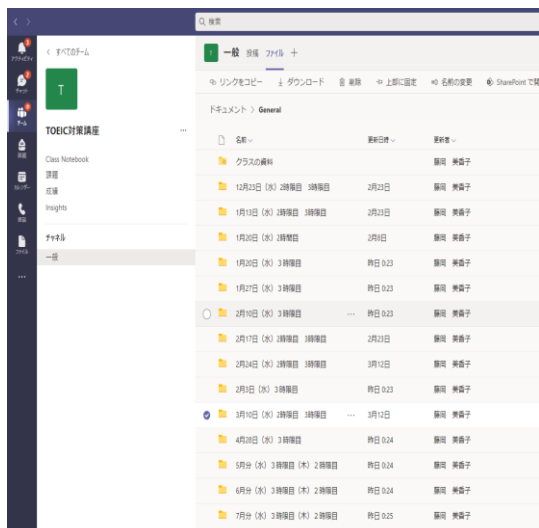 検索
アクティビティ
チャット
チーム
課題
カレンダー
通話
ファイル
すべてのチーム
T
TOEIC対策講座
Class Notebook
課題
成績
Insights
チャネル
一般
T 一般 投稿 ファイル +
リンクをコピー ダウンロード 削除 上部に固定 名前の変更 SharePoint で開
ドキュメント > General
名前 更新日時 更新者
クラスの資料 藤岡 美香子
12月23日（水）2時限目 3時限目 2月23日 藤岡 美香子
1月13日（水）2時限目 3時限目 2月23日 藤岡 美香子
1月20日（水）2時間目 2月8日 藤岡 美香子
1月20日（水）３時限目 昨日 0:23 藤岡 美香子
1月27日（水）３時限目 昨日 0:23 藤岡 美香子
2月10日（水）３時限目 … 昨日 0:23 藤岡 美香子
2月17日（水）2時限目 3時限目 2月23日 藤岡 美香子
2月24日（水）2時限目 3時限目 3月12日 藤岡 美香子
2月3日（水）３時限目 昨日 0:23 藤岡 美香子
3月10日（水）2時限目 3時限目 … 3月12日 藤岡 美香子
4月28日（水）３時限目 昨日 0:24 藤岡 美香子
5月分（水）３時限目（木）２時限目 昨日 0:24 藤岡 美香子
6月分（水）３時限目（木）２時限目 昨日 0:24 藤岡 美香子
7月分（水）３時限目（木）２時限目 昨日 0:25 藤岡 美香子